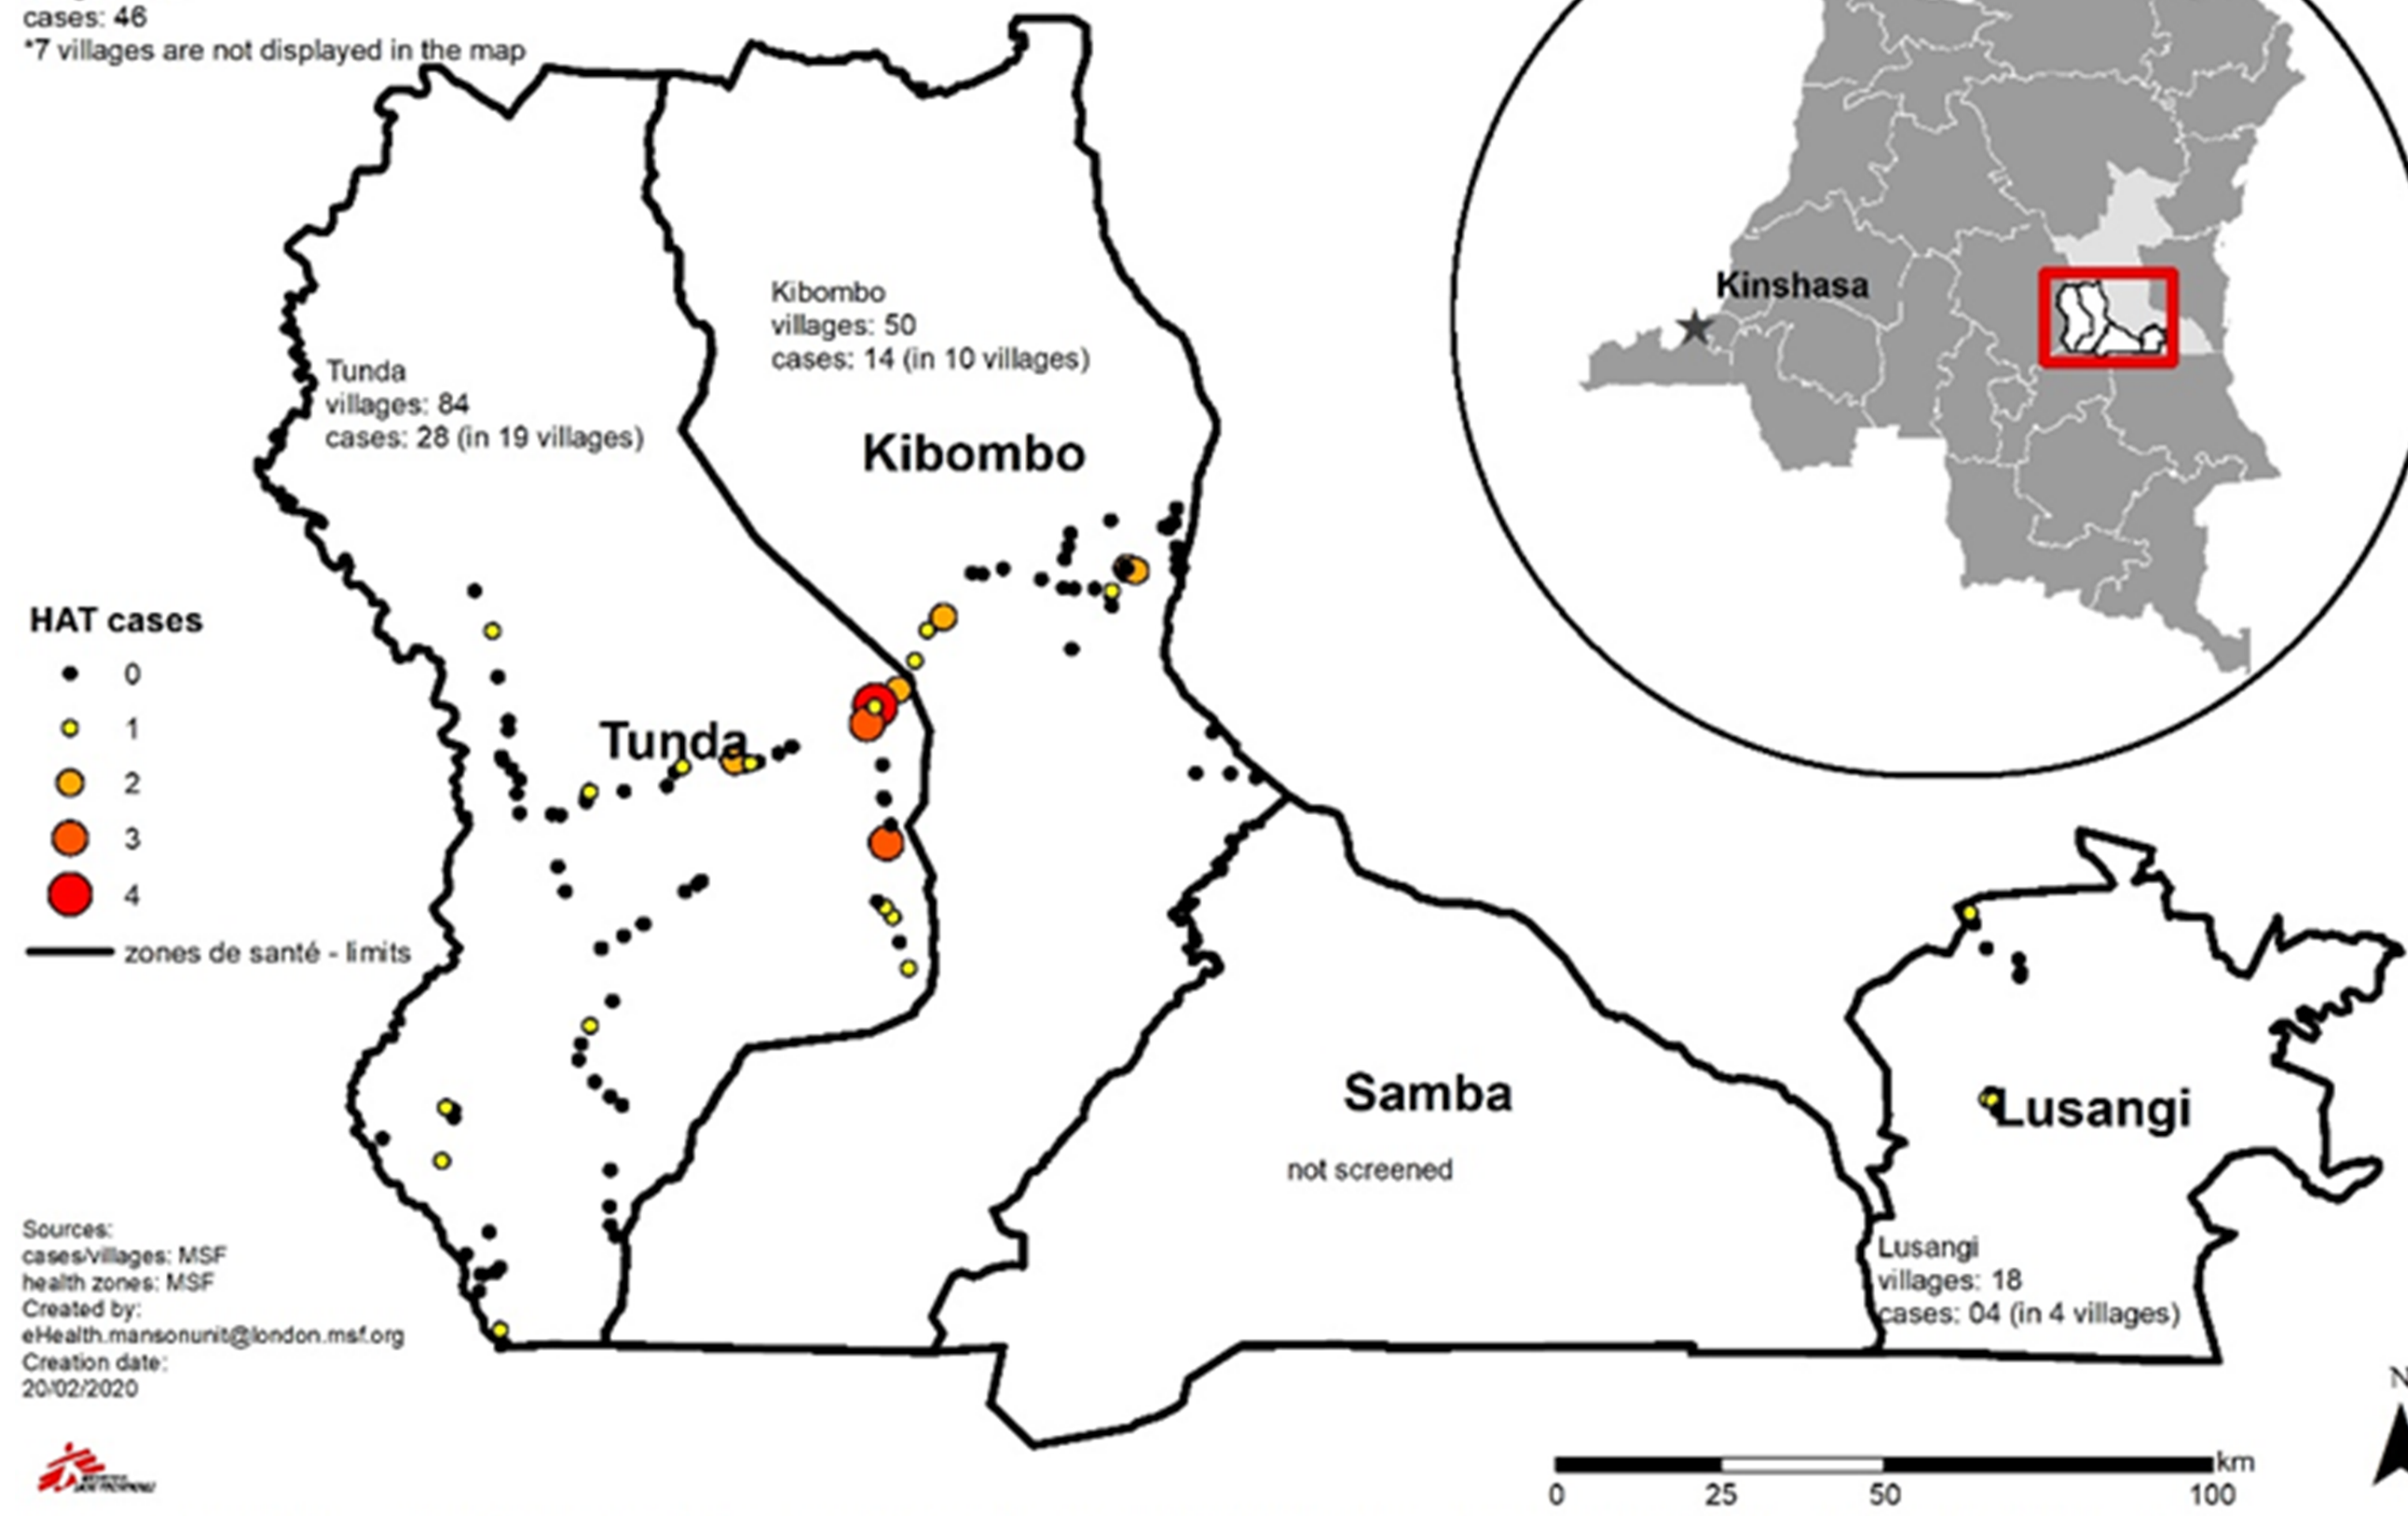 cases: 46
*7 villages are not displayed in the map
Kinshasa
Kibombo
villages: 50
cases: 14 (in 10 villages)
Tunda
villages: 84
cases: 28 (in 19 villages)
Kibombo
HAT cases
0
1
2
3
4
zones de santé - limits
Tunda
Samba
not screened
Lusangi
Lusangi
villages: 18
cases: 04 (in 4 villages)
Sources:
cases/villages: MSF
health zones: MSF
Created by:
eHealth.mansonunit@london.msf.org
Creation date:
20/02/2020
N
km
0 25 50 100